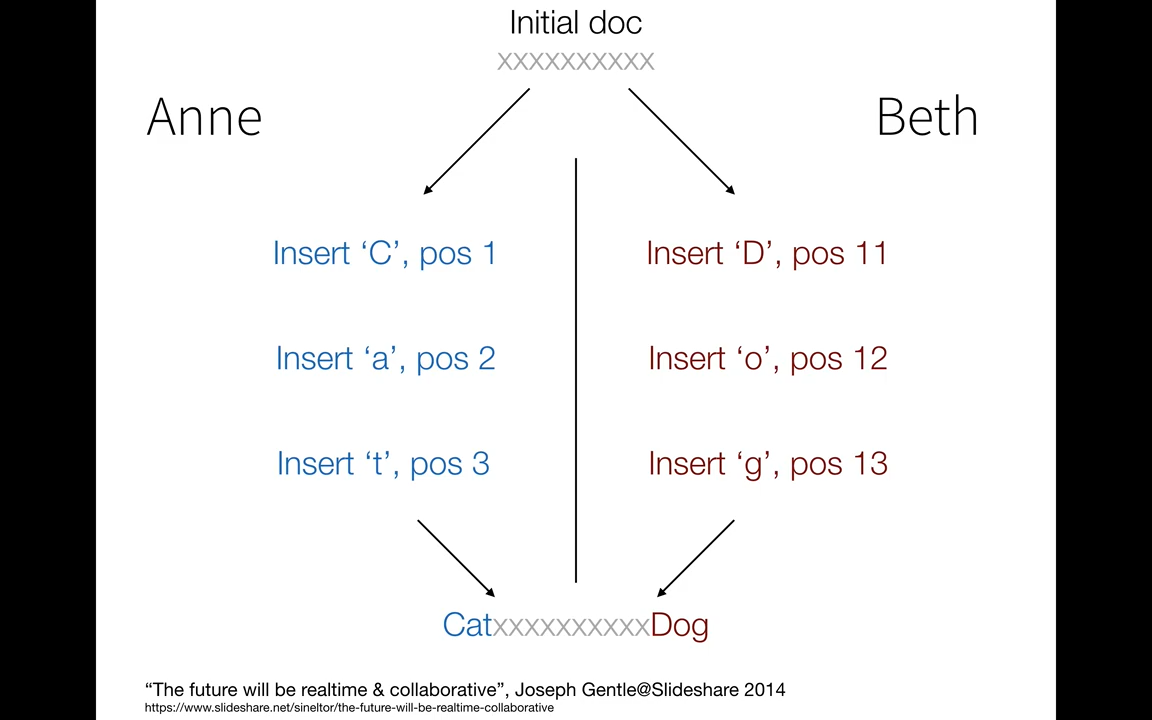 Initial doc
xxxxxxxxxx
Anne
Beth
Insert ‘C’, pos 1
Insert ‘D’, pos 11
Insert ‘a’, pos 2
Insert ‘o’, pos 12
Insert ‘t’, pos 3
Insert ‘g’, pos 13
CatxxxxxxxxxxDog
“The future will be realtime & collaborative”, Joseph Gentle@Slideshare 2014
https://www.slideshare.net/sineltor/the-future-will-be-realtime-collaborative